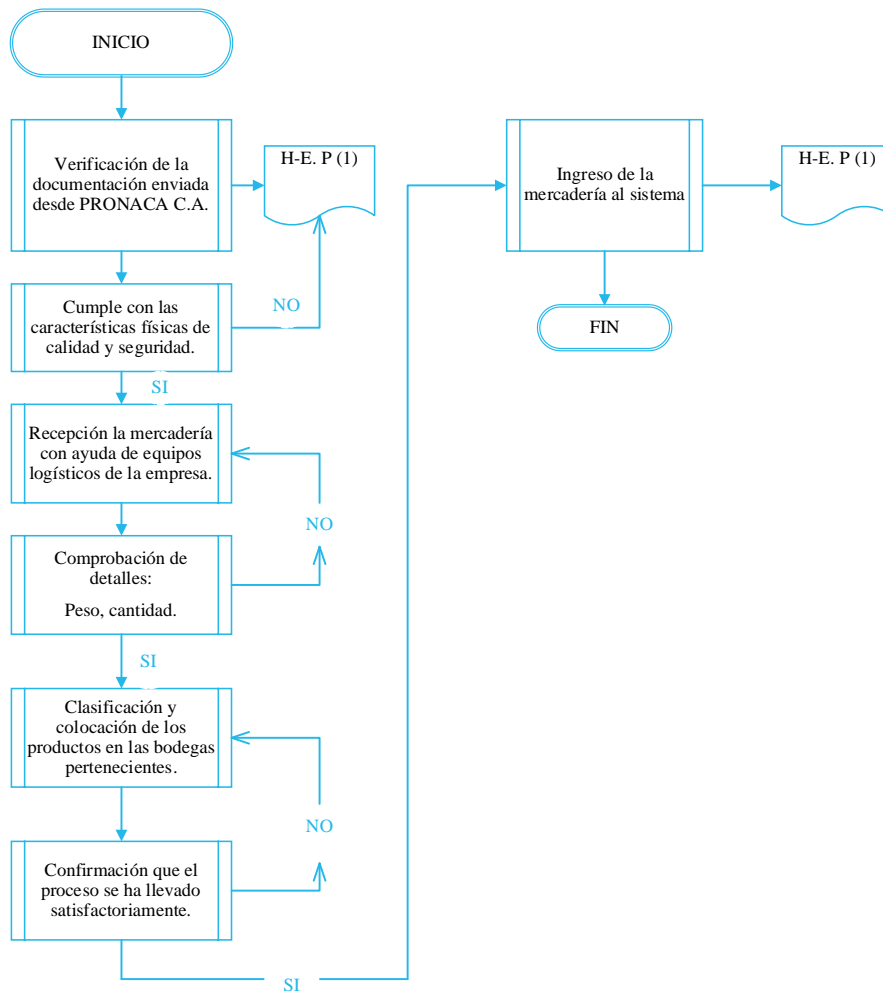 INICIO
Verificación de la
documentación enviada
desde PRONACA C.A.
H-E. P (1)
Cumple con las
características físicas de
calidad y seguridad.
NO
SI
Recepción la mercadería
con ayuda de equipos
logísticos de la empresa.
NO
Comprobación de
detalles:
Peso, cantidad.
SI
Clasificación y
colocación de los
productos en las bodegas
pertenecientes.
NO
Confirmación que el
proceso se ha llevado
satisfactoriamente.
SI
Ingreso de la
mercadería al sistema
H-E. P (1)
FIN